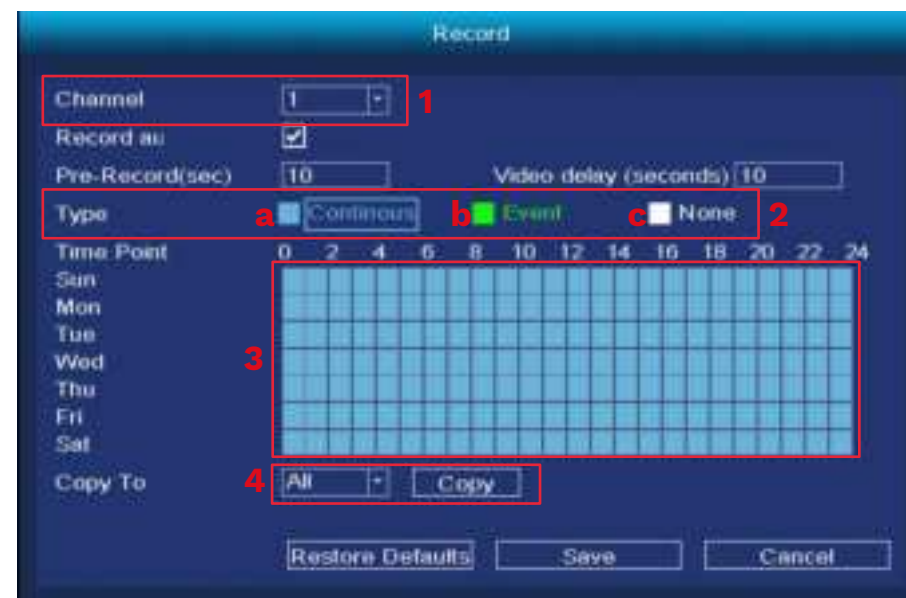 Record
Channel 1 1
Record au
Pre-Record(sec) 10 Video delay (seconds) 10
Type a Continous b Event c None 2
Time Point 0 2 4 6 8 10 12 14 16 18 20 22 24
Sun
Mon
Tue
Wed 3
Thu
Fri
Sat
Copy To 4 All Copy
Restore Defaults Save Cancel